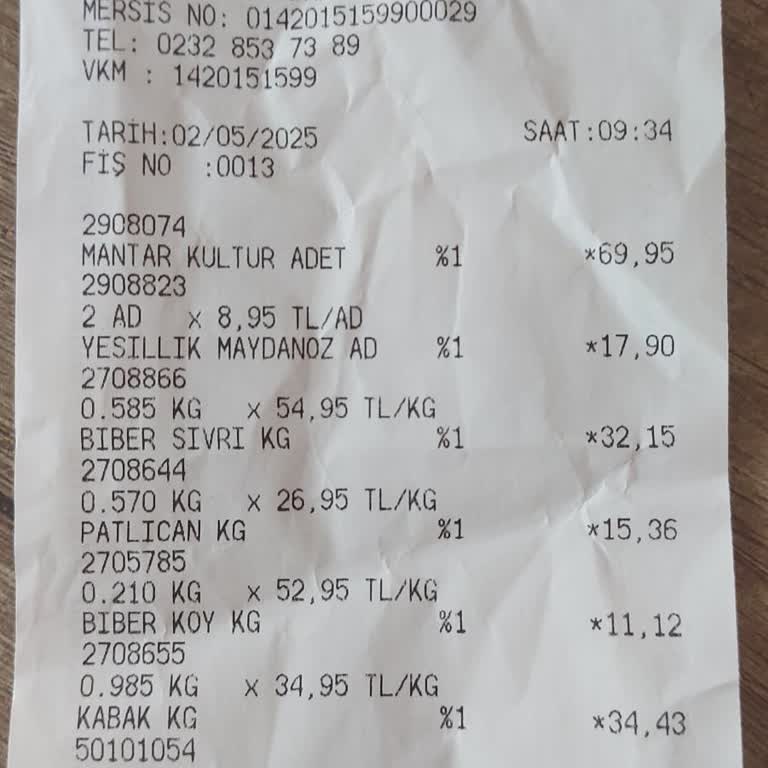 MERSİS NO: 0142015159900029
TEL: 0232 853 73 89
VKM : 1420151599
TARİH:02/05/2025 SAAT:09:34
FİŞ NO :0013
2908074
MANTAR KULTUR ADET %1 *69,95
2908823
2 AD x 8,95 TL/AD
YESILLIK MAYDANOZ AD %1 *17,90
2708866
0.585 KG x 54,95 TL/KG
BIBER SIVRI KG %1 *32,15
2708644
0.570 KG x 26,95 TL/KG
PATLICAN KG %1 *15,36
2705785
0.210 KG x 52,95 TL/KG
BIBER KOY KG %1 *11,12
2708655
0.985 KG x 34,95 TL/KG
KABAK KG %1 *34,43
50101054